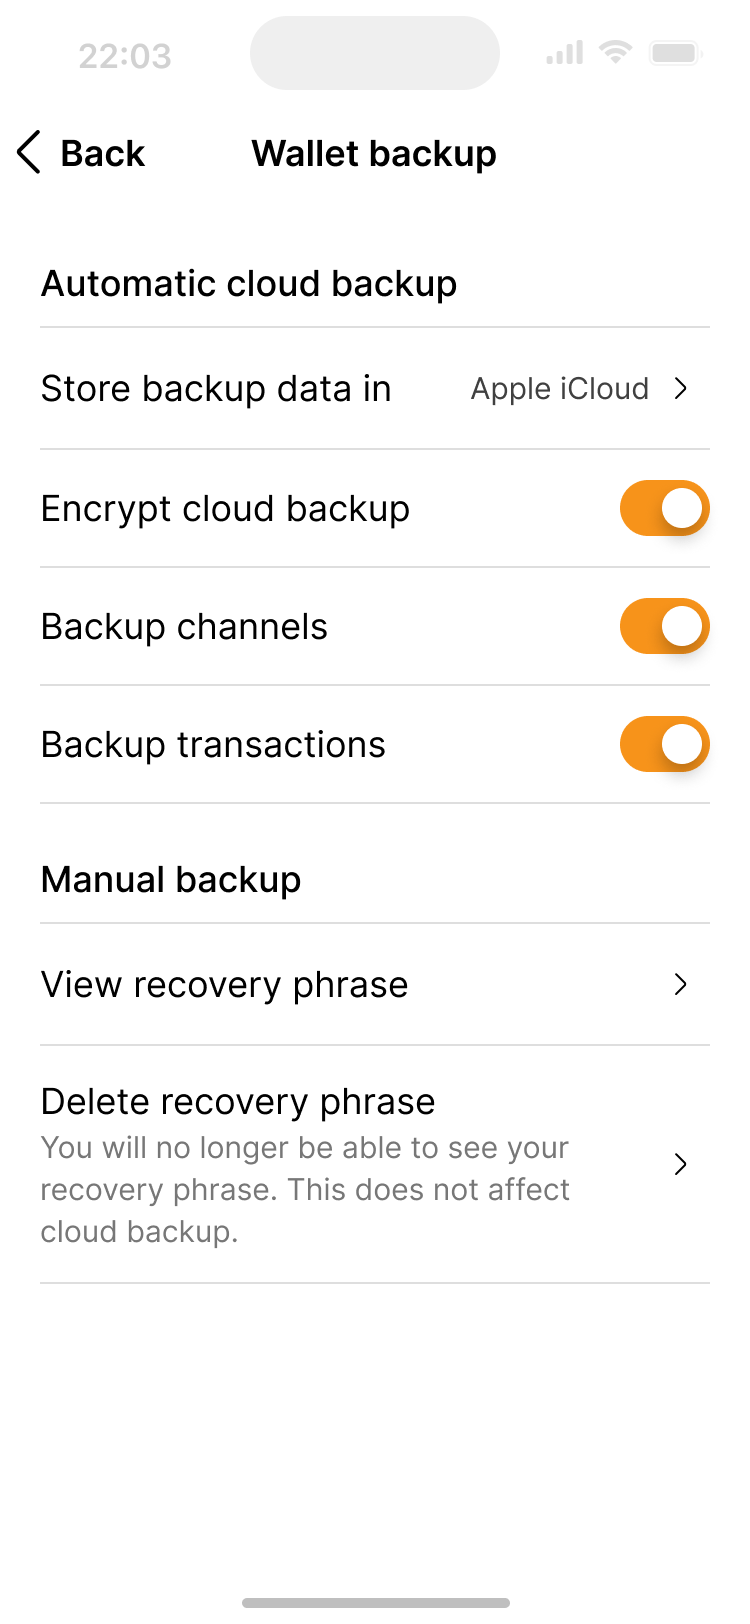 22:03
Back
Wallet backup
Automatic cloud backup
Store backup data in
Apple iCloud
Encrypt cloud backup
Backup channels
Backup transactions
Manual backup
View recovery phrase
Delete recovery phrase
You will no longer be able to see your
recovery phrase. This does not affect
cloud backup.